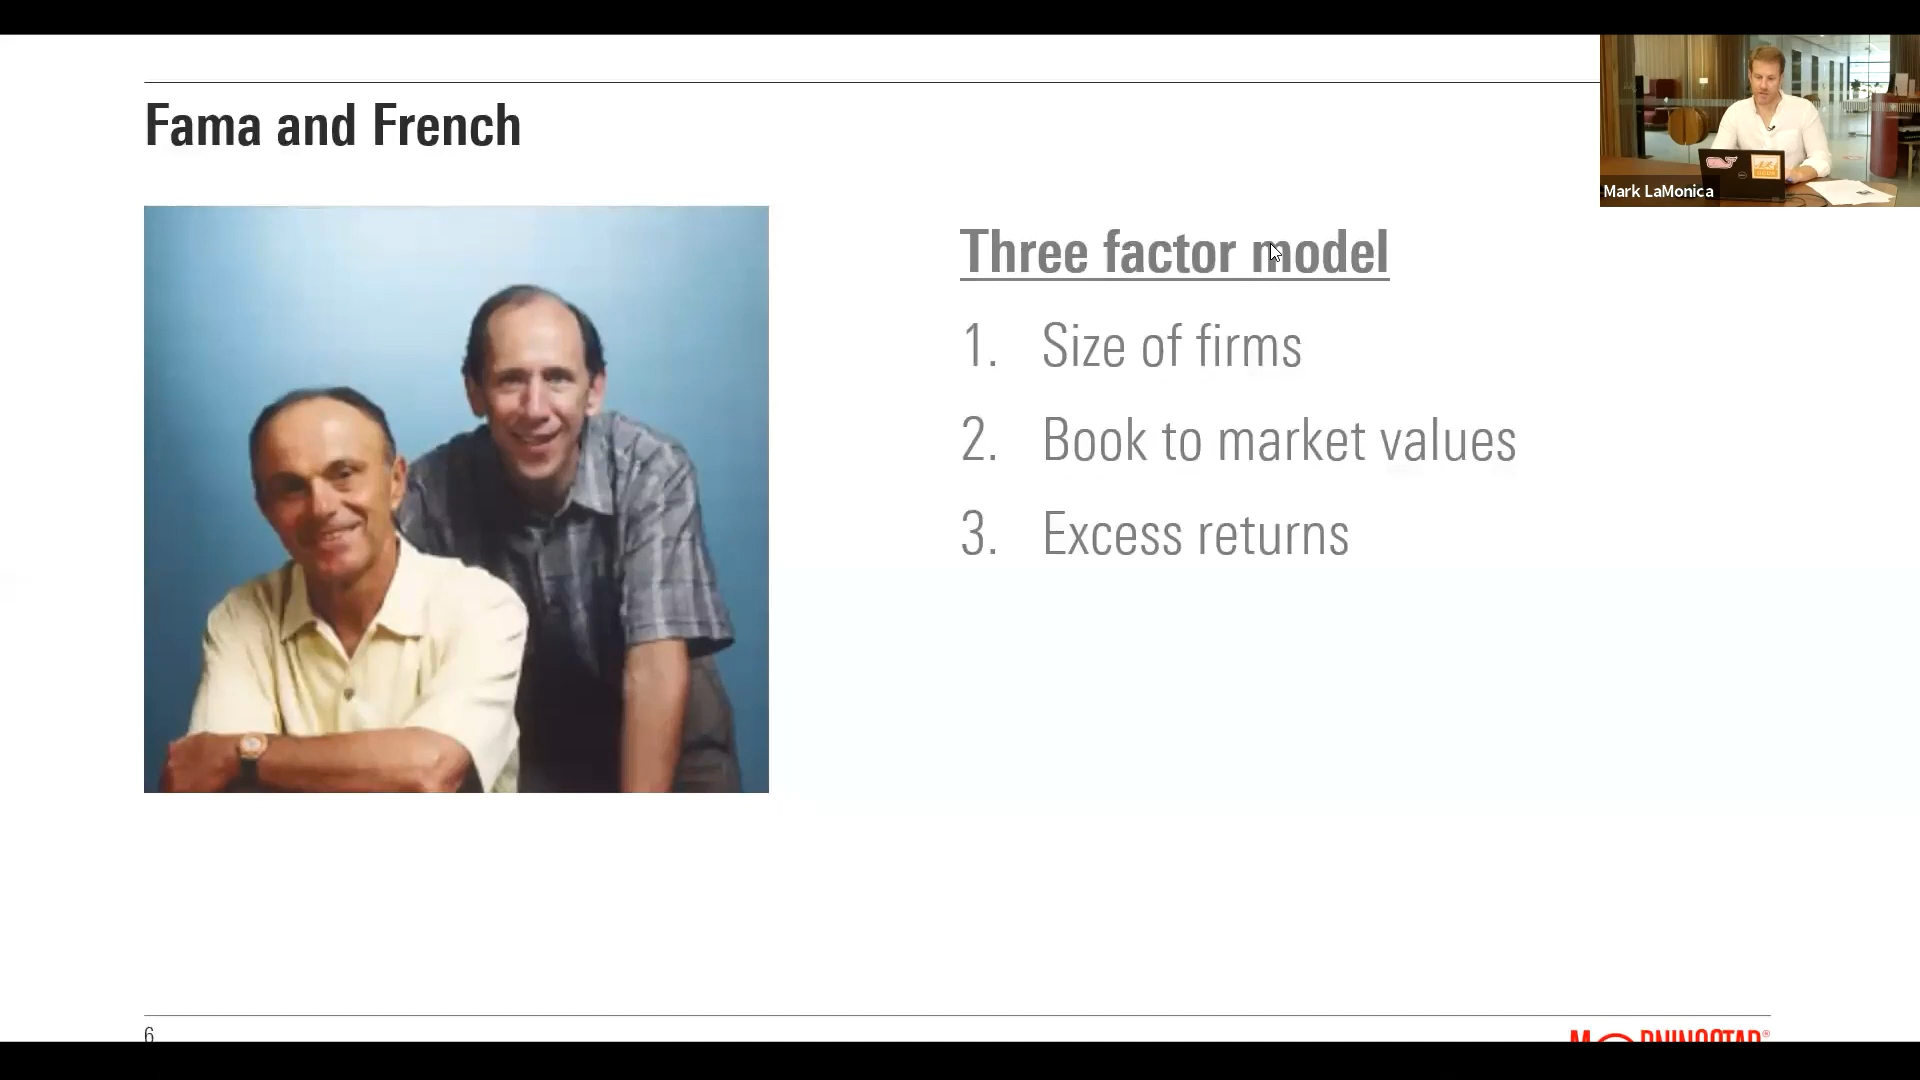 Fama and French
Mark LaMonica
Three factor model
1. Size of firms
2. Book to market values
3. Excess returns
6
MORNINGSTAR®